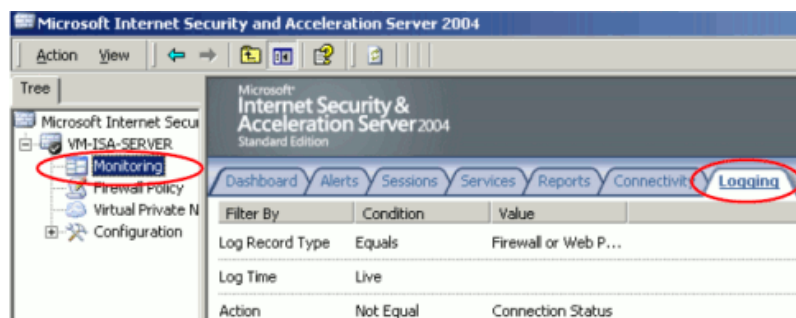 Microsoft Internet Security and Acceleration Server 2004
Action View
Tree
Microsoft Internet Secu
VM-ISA-SERVER
Monitoring
Firewall Policy
Virtual Private N
Configuration
Microsoft
Internet Security &
Acceleration Server 2004
Standard Edition
Dashboard Alerts Sessions Services Reports Connectivity Logging
Filter By Condition Value
Log Record Type Equals Firewall or Web P...
Log Time Live
Action Not Equal Connection Status